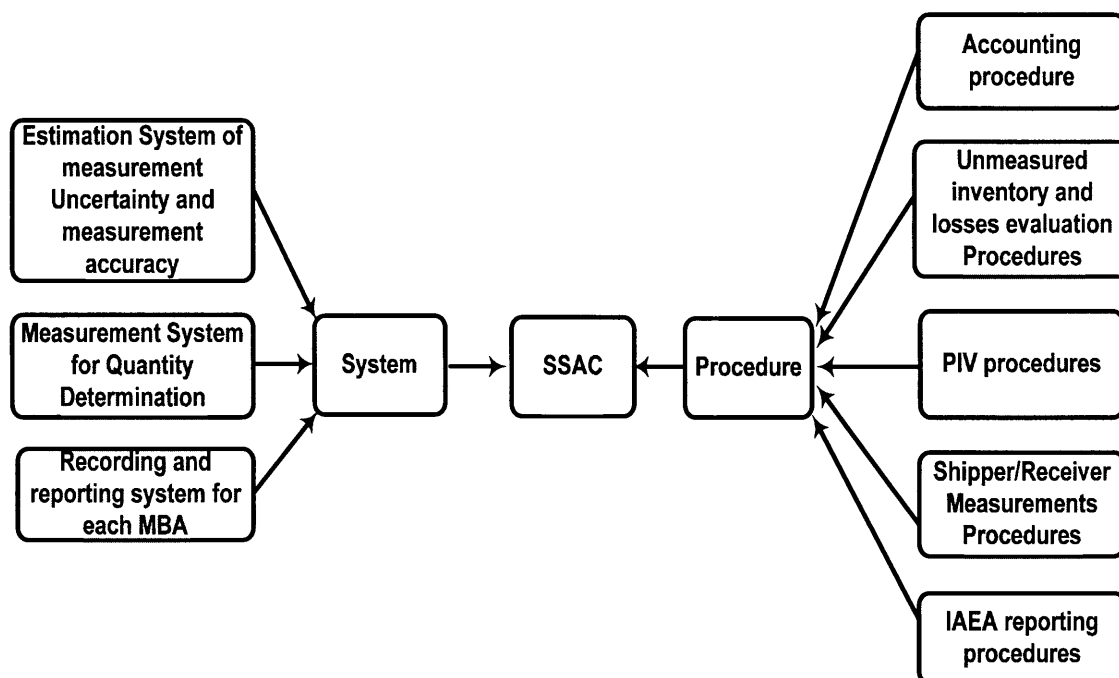 Estimation System of
measurement
Uncertainty and
measurement
accuracy
Measurement System
for Quantity
Determination
Recording and
reporting system for
each MBA
System
SSAC
Procedure
Accounting
procedure
Unmeasured
inventory and
losses evaluation
Procedures
PIV procedures
Shipper/Receiver
Measurements
Procedures
IAEA reporting
procedures